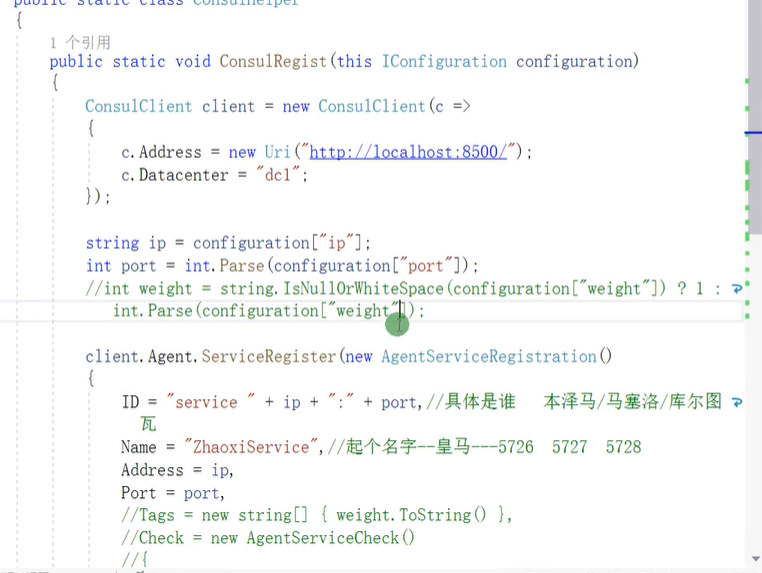 public static class ConsulHelper
{
1 个引用
public static void ConsulRegist(this IConfiguration configuration)
{
ConsulClient client = new ConsulClient(c =>
{
c.Address = new Uri("http://localhost:8500/");
c.Datacenter = "dc1";
});
string ip = configuration["ip"];
int port = int.Parse(configuration["port"]);
//int weight = string.IsNullOrWhiteSpace(configuration["weight"]) ? 1 :
int.Parse(configuration["weight"]);
client.Agent.ServiceRegister(new AgentServiceRegistration()
{
ID = "service " + ip + ":" + port,//具体是谁 本泽马/马塞洛/库尔图
瓦
Name = "ZhaoxiService",//起个名字--皇马---5726 5727 5728
Address = ip,
Port = port,
//Tags = new string[] { weight.ToString() },
//Check = new AgentServiceCheck()
//{